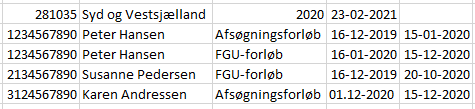 281035 Syd og Vestsjælland 2020 23-02-2021
1234567890 Peter Hansen Afsøgningsforløb 16-12-2019 15-01-2020
1234567890 Peter Hansen FGU-forløb 16-01-2020 15-12-2020
2134567890 Susanne Pedersen FGU-forløb 16-12-2019 20-10-2020
3124567890 Karen Andressen Afsøgningsforløb 01.12-2020 15-12-2020